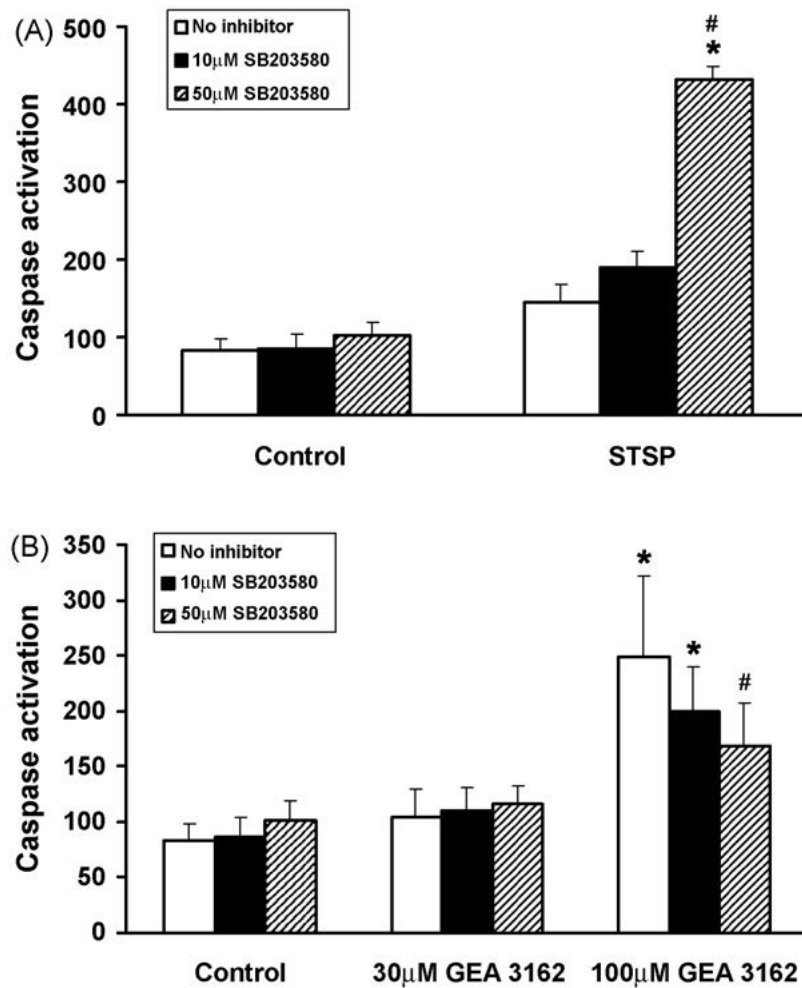 (A)
500
400
300
200
100
0
Caspase activation
No inhibitor
10μM SB203580
50μM SB203580
#
*
Control
STSP
(B)
350
300
250
200
150
100
50
0
Caspase activation
No inhibitor
10μM SB203580
50μM SB203580
*
*
#
Control
30μM GEA 3162
100μM GEA 3162